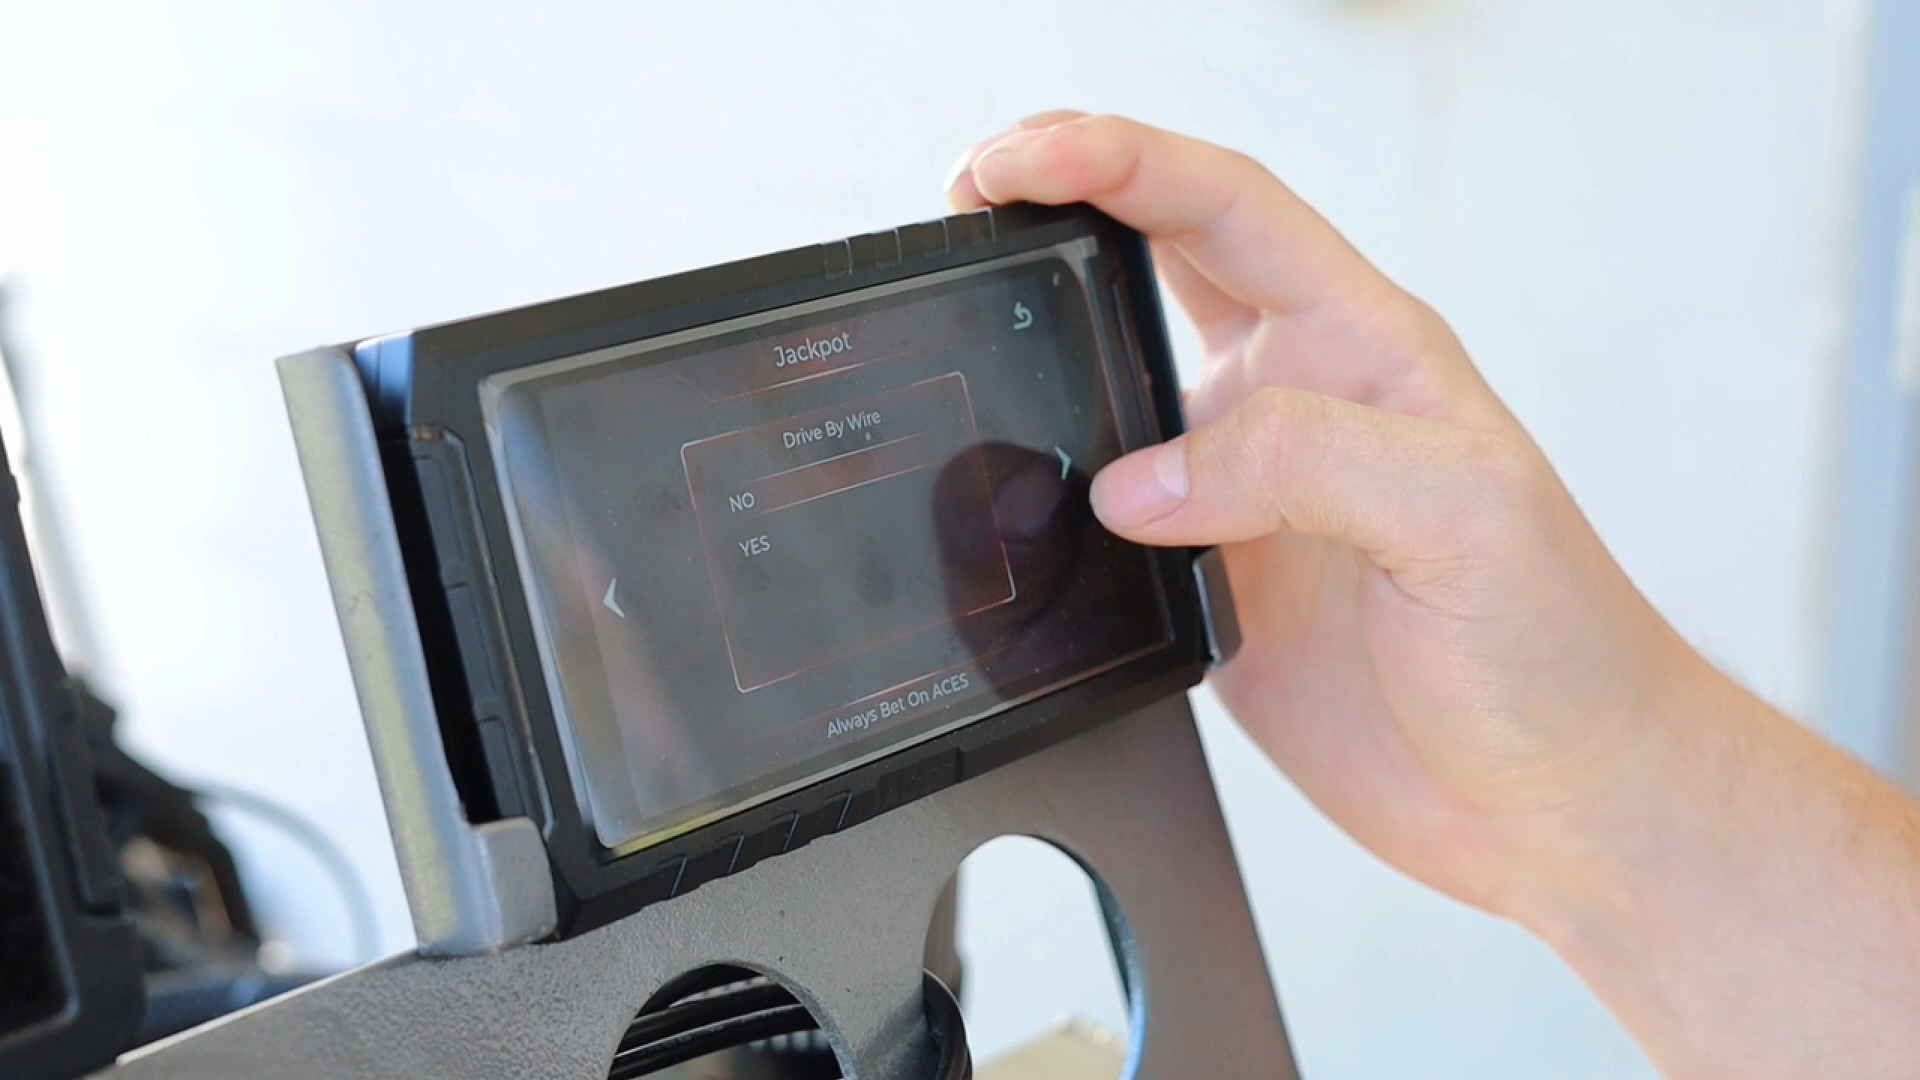 Jackpot
Drive By Wire
NO
YES
Always Bet On ACES